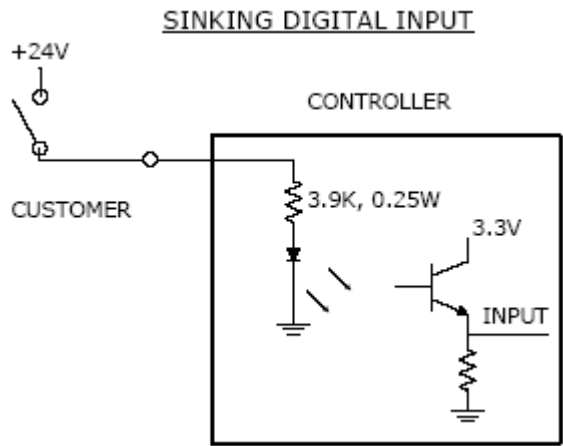 SINKING DIGITAL INPUT
+24V
CONTROLLER
CUSTOMER
3.9K, 0.25W
3.3V
INPUT